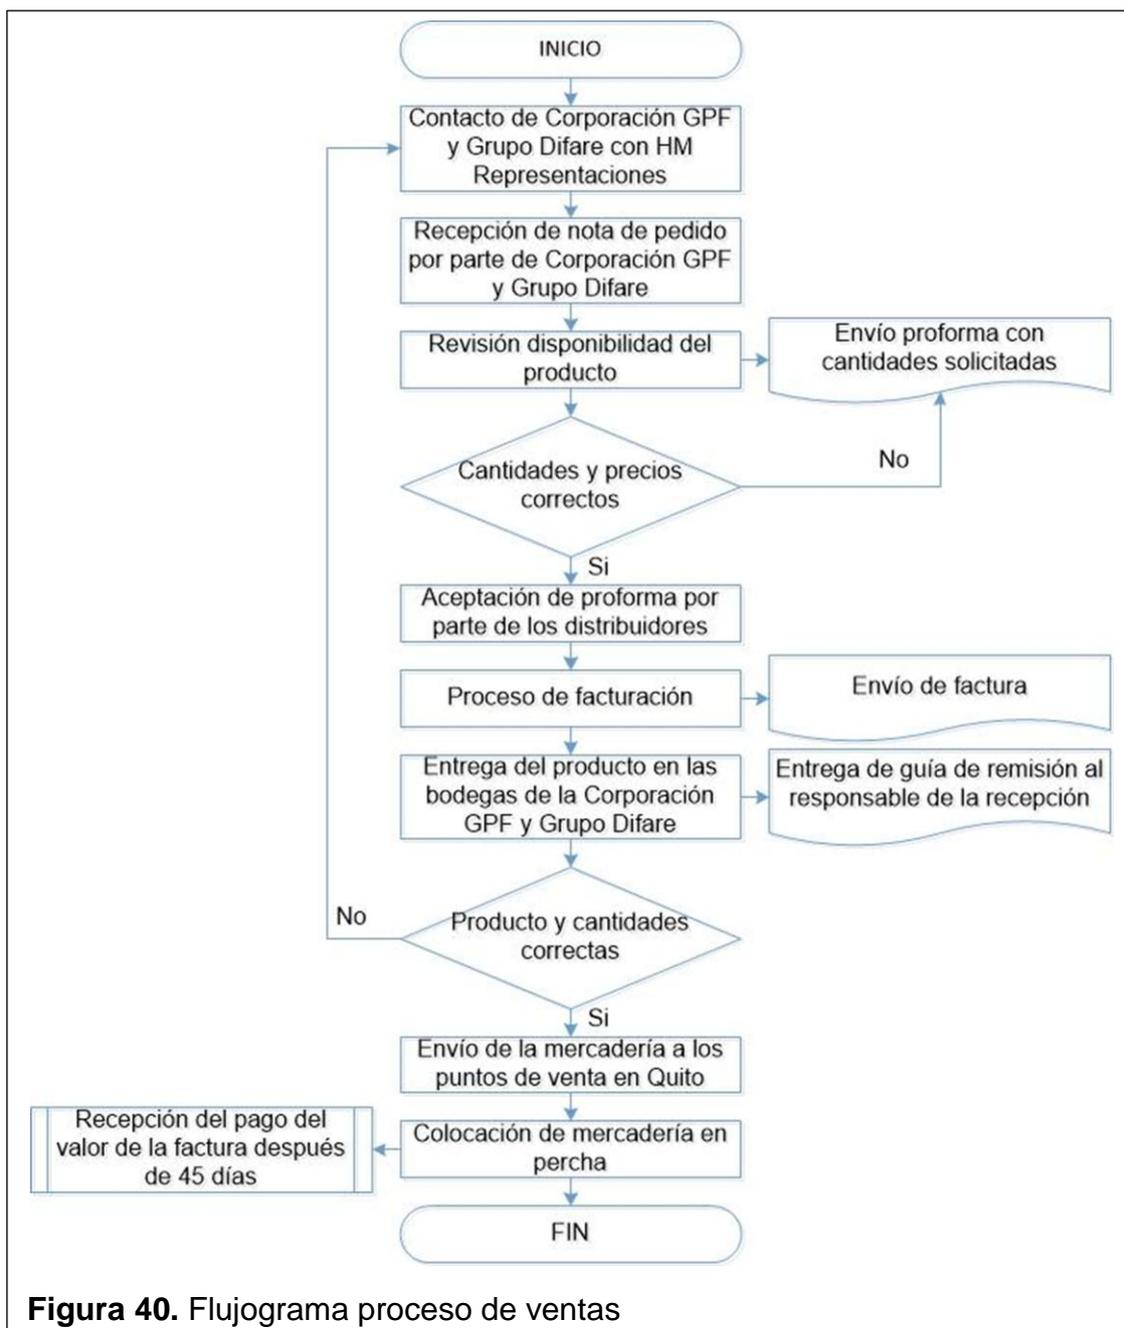 INICIO
Contacto de Corporación GPF
y Grupo Difare con HM
Representaciones
Recepción de nota de pedido
por parte de Corporación GPF
y Grupo Difare
Revisión disponibilidad del
producto
Envío proforma con
cantidades solicitadas
Cantidades y precios
correctos
No
Si
Aceptación de proforma por
parte de los distribuidores
Proceso de facturación
Envío de factura
Entrega del producto en las
bodegas de la Corporación
GPF y Grupo Difare
Entrega de guía de remisión al
responsable de la recepción
Producto y cantidades
correctas
No
Si
Envío de la mercadería a los
puntos de venta en Quito
Colocación de mercadería en
percha
Recepción del pago del
valor de la factura después
de 45 días
FIN
Figura 40. Flujograma proceso de ventas